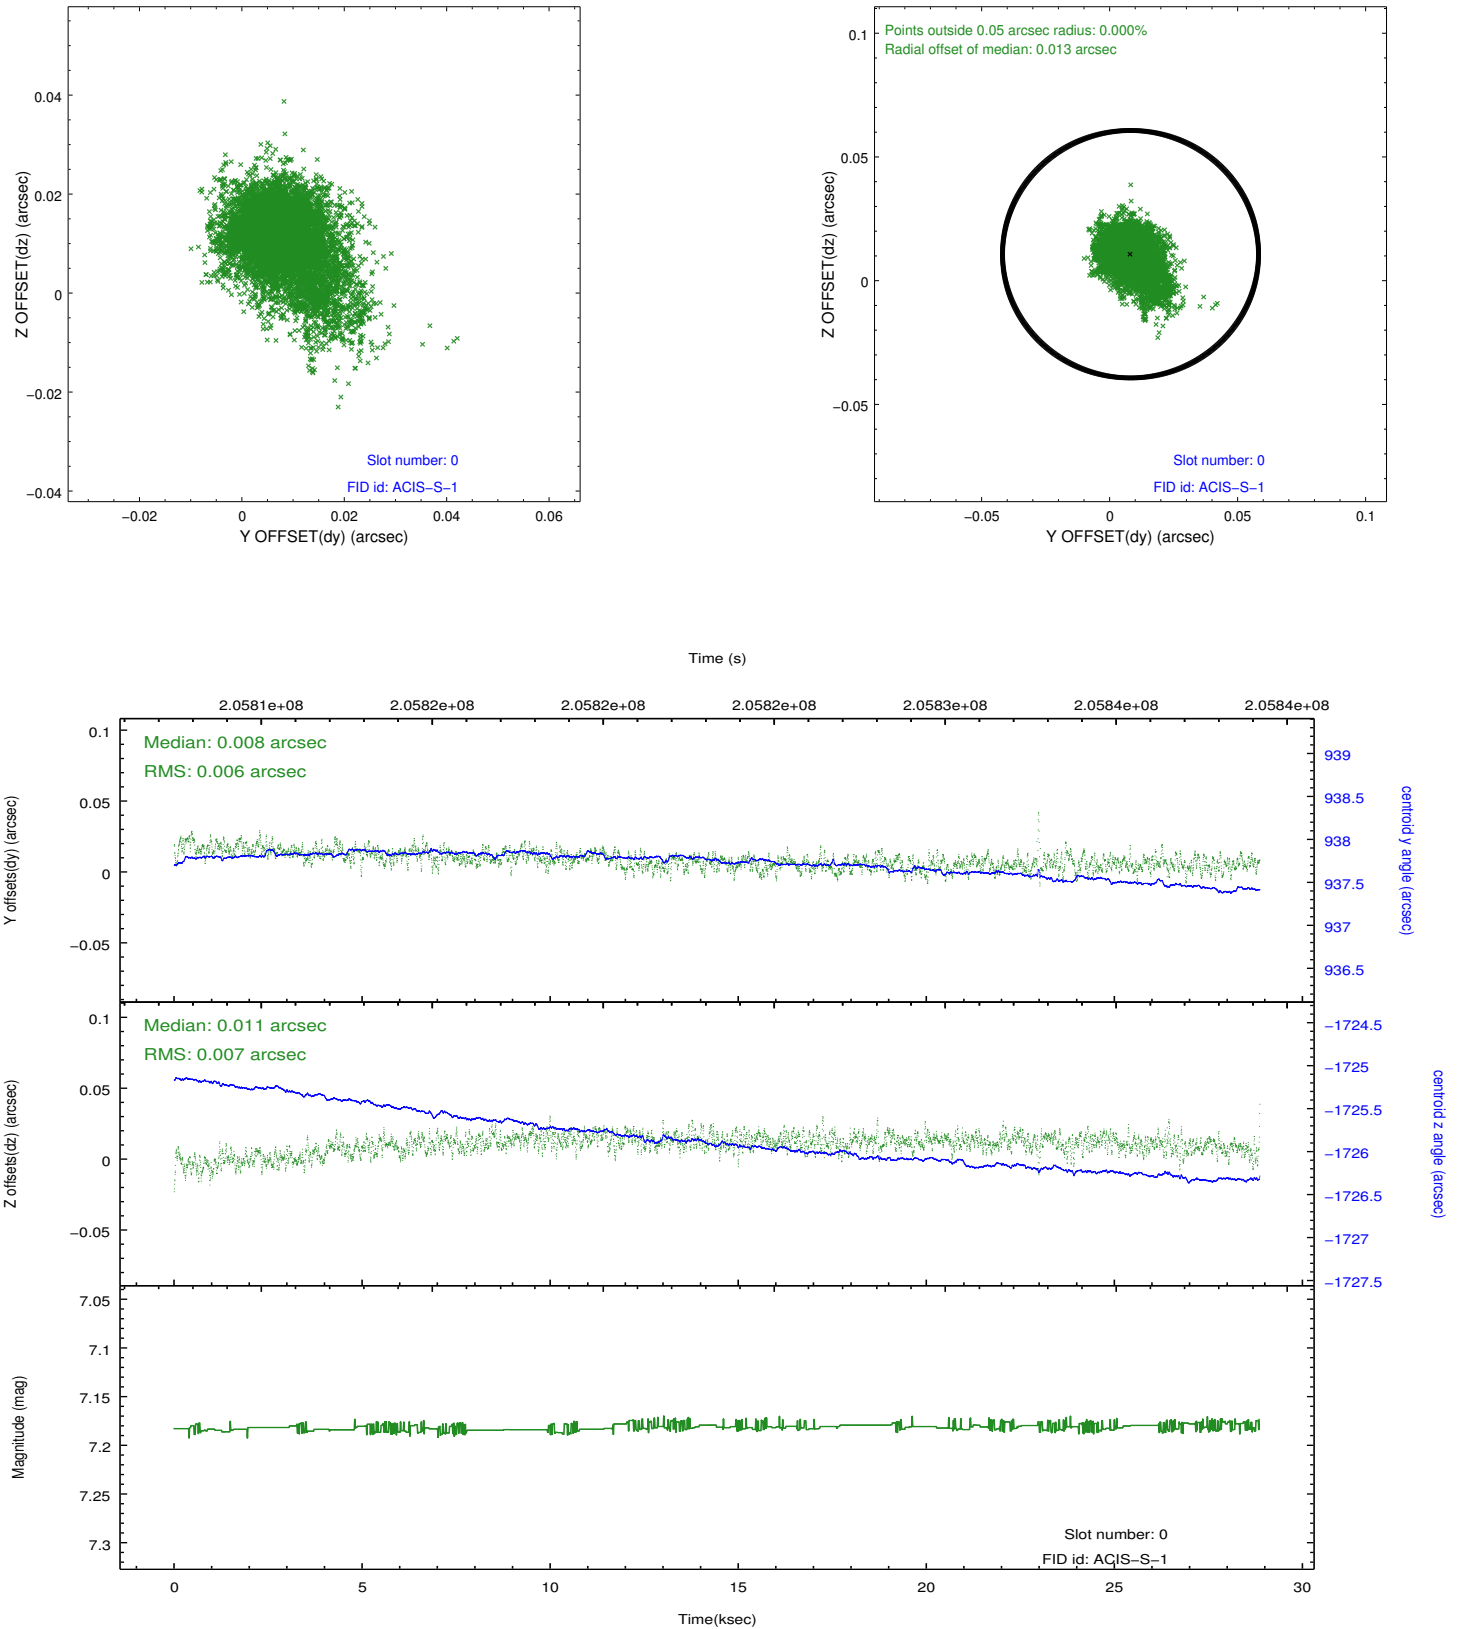 0.04
0.02
0
−0.02
−0.04
Z OFFSET(dz) (arcsec)
Slot number: 0
FID id: ACIS−S−1
−0.02 0 0.02 0.04 0.06
Y OFFSET(dy) (arcsec)
Points outside 0.05 arcsec radius: 0.000%
Radial offset of median: 0.013 arcsec
0.1
0.05
0
−0.05
Z OFFSET(dz) (arcsec)
Slot number: 0
FID id: ACIS−S−1
−0.05 0 0.05 0.1
Y OFFSET(dy) (arcsec)
Time (s)
2.0581e+08 2.0582e+08 2.0582e+08 2.0582e+08 2.0583e+08 2.0584e+08 2.0584e+08
Median: 0.008 arcsec
RMS: 0.006 arcsec
0.1
0.05
0
−0.05
Y offsets(dy) (arcsec)
939
938.5
938
937.5
937
936.5
centroid y angle (arcsec)
Median: 0.011 arcsec
RMS: 0.007 arcsec
0.1
0.05
0
−0.05
Z offsets(dz) (arcsec)
−1724.5
−1725
−1725.5
−1726
−1726.5
−1727
−1727.5
centroid z angle (arcsec)
7.05
7.1
7.15
7.2
7.25
7.3
Magnitude (mag)
Slot number: 0
FID id: ACIS−S−1
0 5 10 15 20 25 30
Time(ksec)